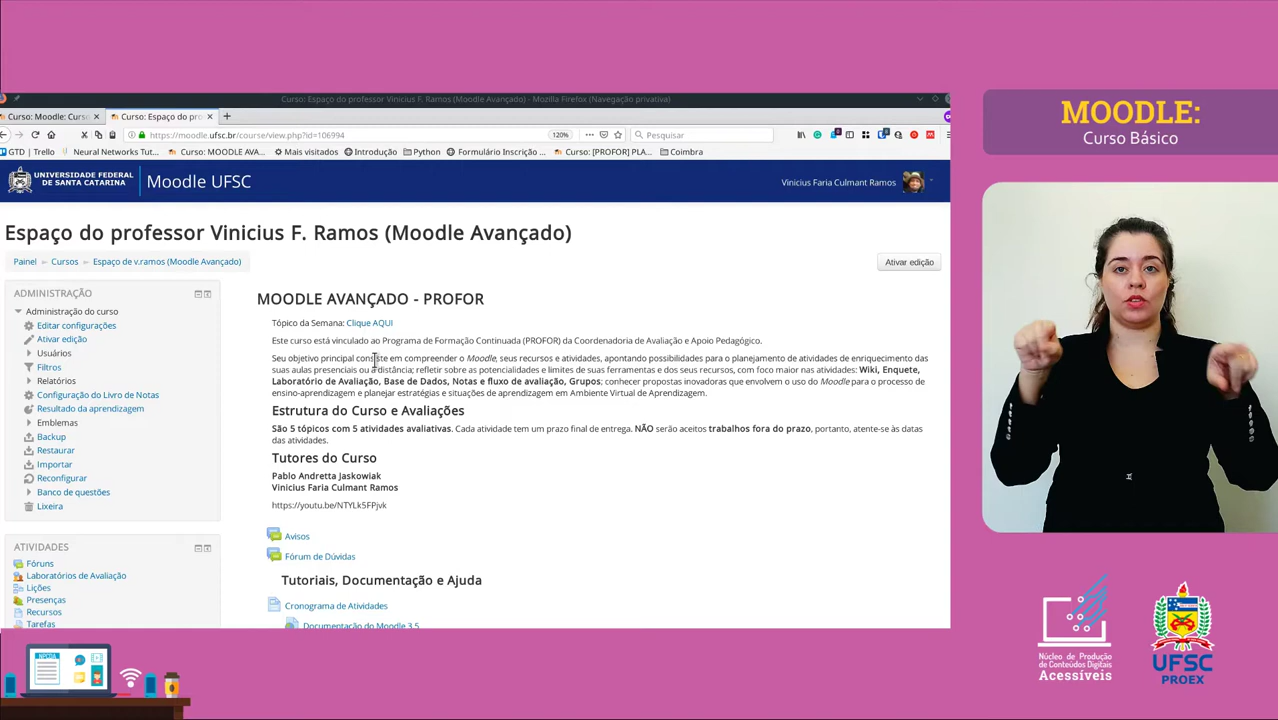 Curso: Espaço do professor Vinicius F. Ramos (Moodle Avançado) - Mozilla Firefox (Navegação privativa)
Curso: Moodle: Curso
Curso: Espaço do pro
https://moodle.ufsc.br/course/view.php?id=106994
120%
Pesquisar
GTD | Trello
Neural Networks Tut...
Curso: MOODLE AVA...
Mais visitados
Introdução
Python
Formulário Inscrição ...
Curso: [PROFOR] PLA...
Coimbra
UNIVERSIDADE FEDERAL
DE SANTA CATARINA
Moodle UFSC
Vinicius Faria Culmant Ramos
Espaço do professor Vinicius F. Ramos (Moodle Avançado)
Painel
Cursos
Espaço de v.ramos (Moodle Avançado)
Ativar edição
ADMINISTRAÇÃO
Administração do curso
Editar configurações
Ativar edição
Usuários
Filtros
Relatórios
Configuração do Livro de Notas
Resultado da aprendizagem
Emblemas
Backup
Restaurar
Importar
Reconfigurar
Banco de questões
Lixeira
ATIVIDADES
Fóruns
Laboratórios de Avaliação
Lições
Presenças
Recursos
Tarefas
MOODLE AVANÇADO - PROFOR
Tópico da Semana: Clique AQUI
Este curso está vinculado ao Programa de Formação Continuada (PROFOR) da Coordenadoria de Avaliação e Apoio Pedagógico.
Seu objetivo principal consiste em compreender o Moodle, seus recursos e atividades, apontando possibilidades para o planejamento de atividades de enriquecimento das
suas aulas presenciais ou a distância; refletir sobre as potencialidades e limites de suas ferramentas e dos seus recursos, com foco maior nas atividades: Wiki, Enquete,
Laboratório de Avaliação, Base de Dados, Notas e fluxo de avaliação, Grupos; conhecer propostas inovadoras que envolvem o uso do Moodle para o processo de
ensino-aprendizagem e planejar estratégias e situações de aprendizagem em Ambiente Virtual de Aprendizagem.
Estrutura do Curso e Avaliações
São 5 tópicos com 5 atividades avaliativas. Cada atividade tem um prazo final de entrega. NÃO serão aceitos trabalhos fora do prazo, portanto, atente-se às datas
das atividades.
Tutores do Curso
Pablo Andretta Jaskowiak
Vinicius Faria Culmant Ramos
https://youtu.be/NTYLk5FPjvk
Avisos
Fórum de Dúvidas
Tutoriais, Documentação e Ajuda
Cronograma de Atividades
Documentação do Moodle 3.5
MOODLE:
Curso Básico
Núcleo de Produção
de Conteúdos Digitais
Acessíveis
UFSC
PROEX
NPCDA